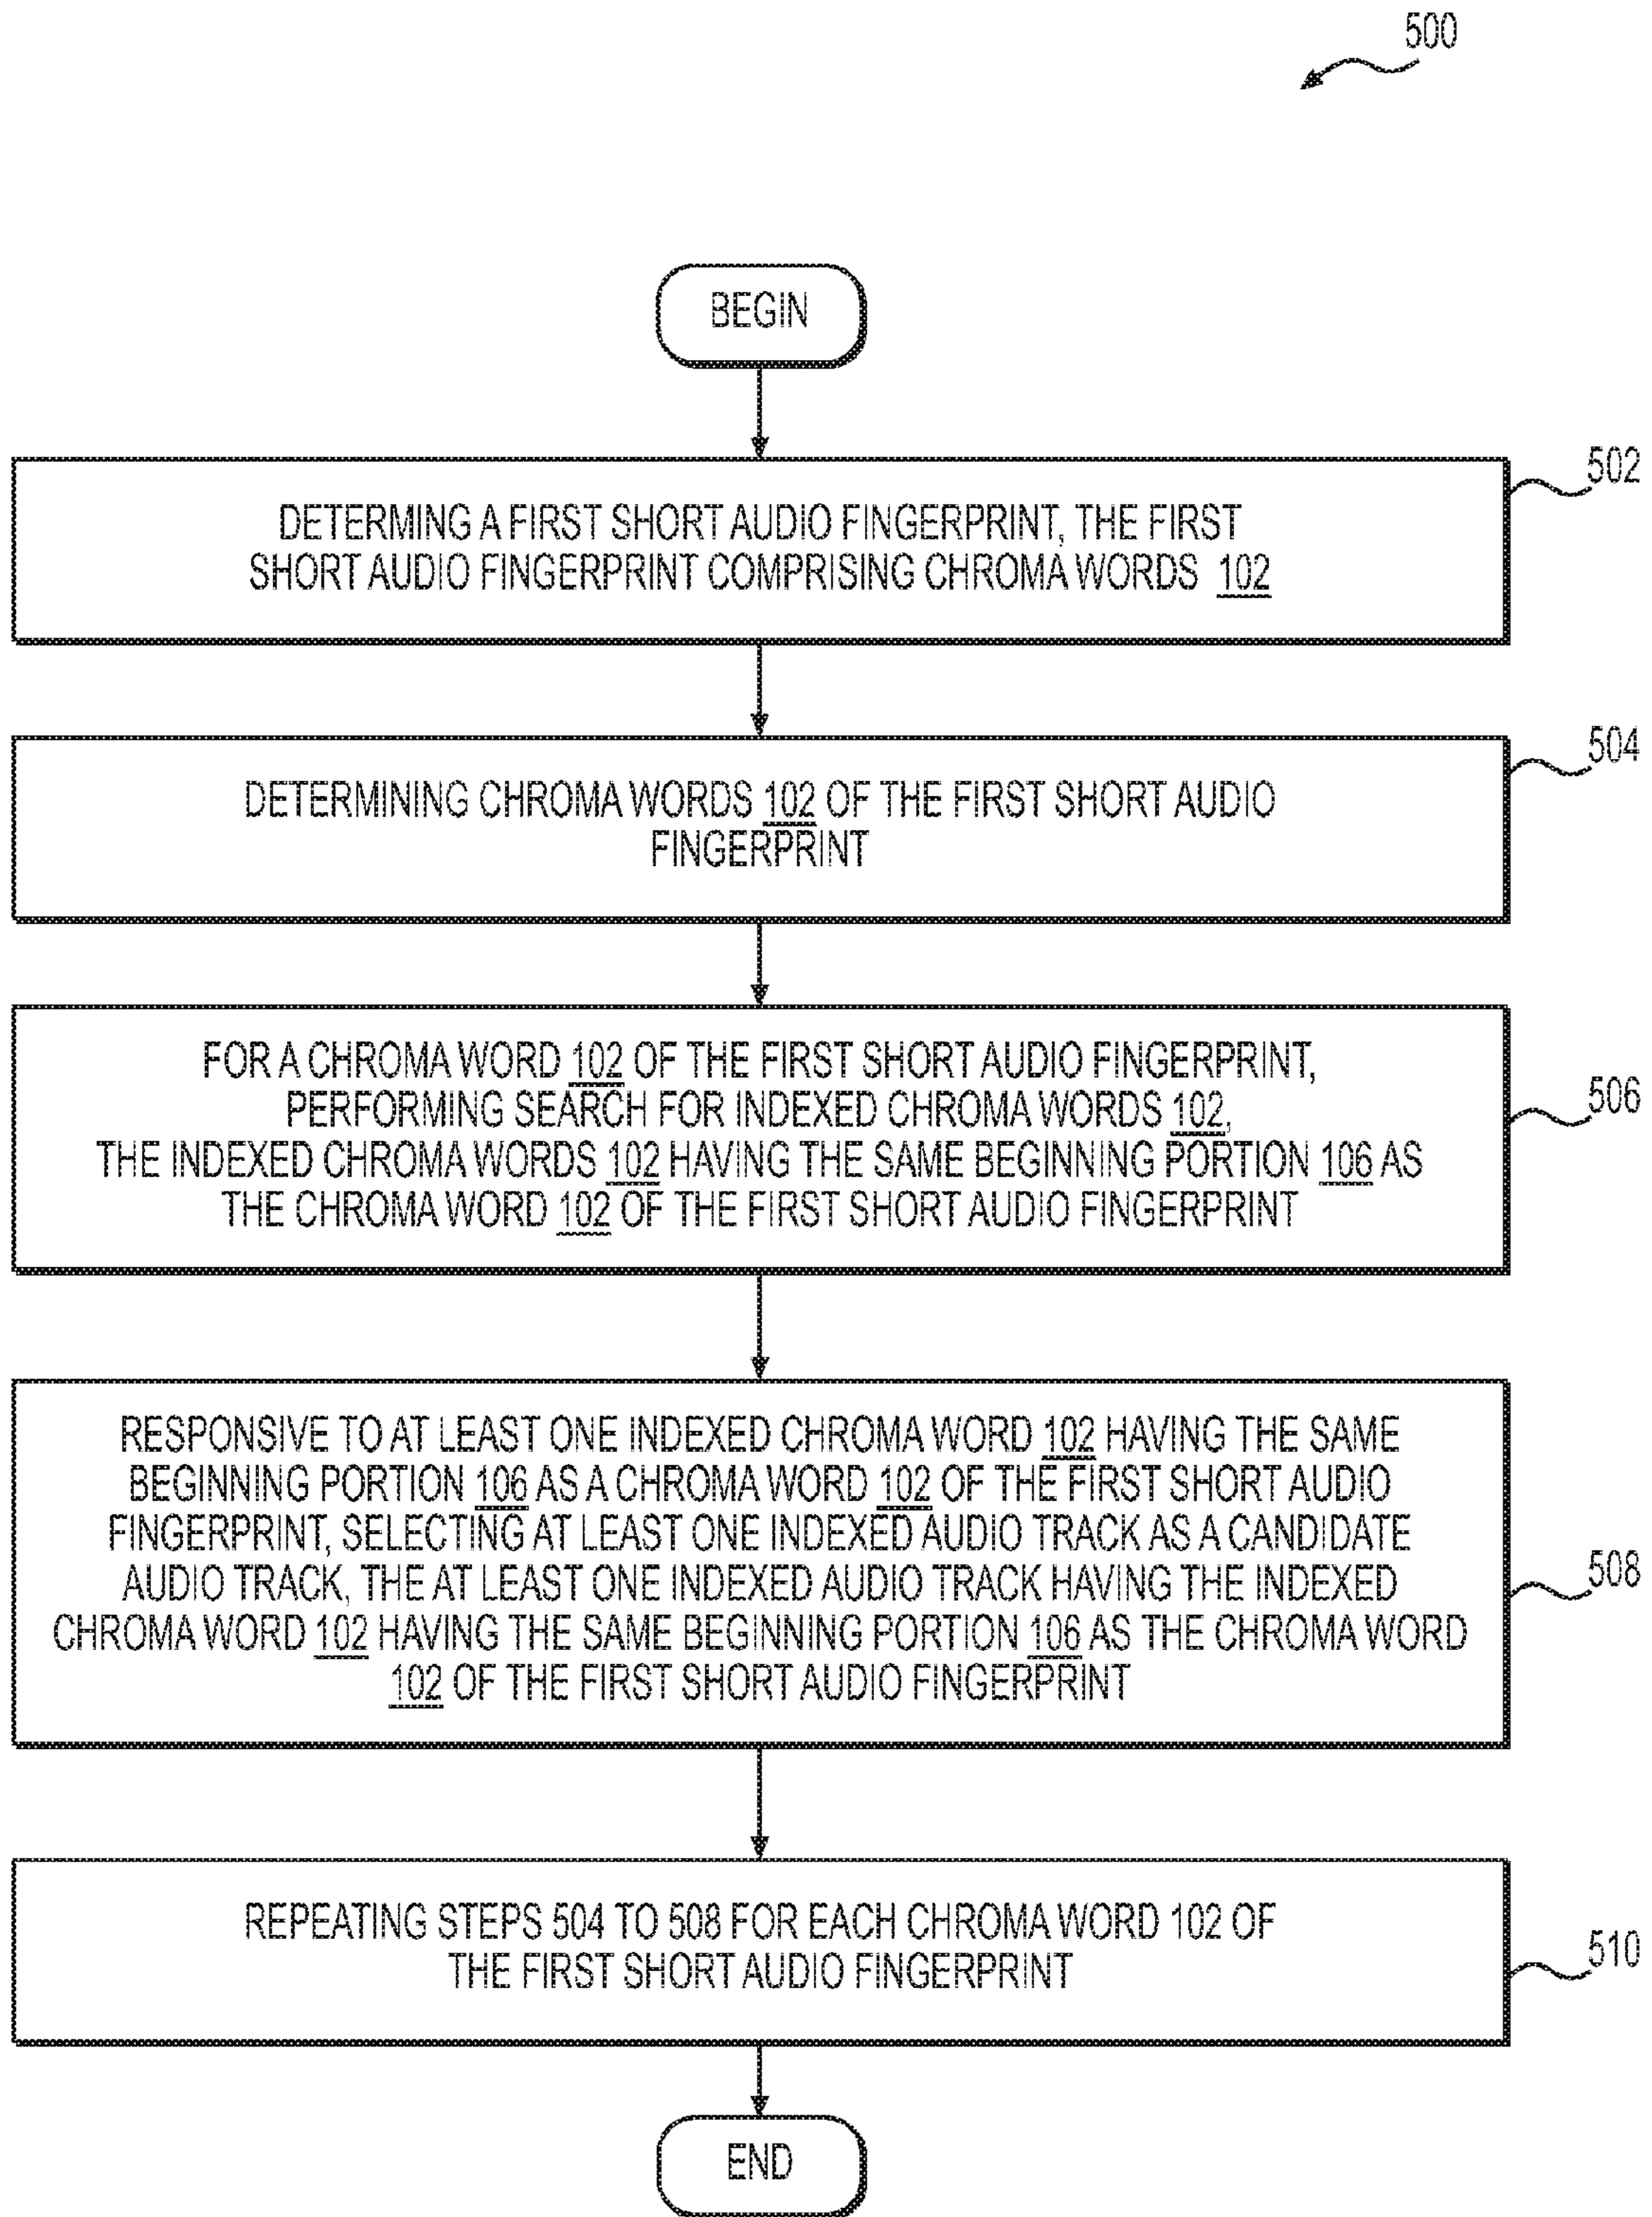 500
BEGIN
502
DETERMING A FIRST SHORT AUDIO FINGERPRINT, THE FIRST
SHORT AUDIO FINGERPRINT COMPRISING CHROMA WORDS 102
504
DETERMINING CHROMA WORDS 102 OF THE FIRST SHORT AUDIO
FINGERPRINT
506
FOR A CHROMA WORD 102 OF THE FIRST SHORT AUDIO FINGERPRINT,
PERFORMING SEARCH FOR INDEXED CHROMA WORDS 102,
THE INDEXED CHROMA WORDS 102 HAVING THE SAME BEGINNING PORTION 106 AS
THE CHROMA WORD 102 OF THE FIRST SHORT AUDIO FINGERPRINT
508
RESPONSIVE TO AT LEAST ONE INDEXED CHROMA WORD 102 HAVING THE SAME
BEGINNING PORTION 106 AS A CHROMA WORD 102 OF THE FIRST SHORT AUDIO
FINGERPRINT, SELECTING AT LEAST ONE INDEXED AUDIO TRACK AS A CANDIDATE
AUDIO TRACK, THE AT LEAST ONE INDEXED AUDIO TRACK HAVING THE INDEXED
CHROMA WORD 102 HAVING THE SAME BEGINNING PORTION 106 AS THE CHROMA WORD
102 OF THE FIRST SHORT AUDIO FINGERPRINT
510
REPEATING STEPS 504 TO 508 FOR EACH CHROMA WORD 102 OF
THE FIRST SHORT AUDIO FINGERPRINT
END